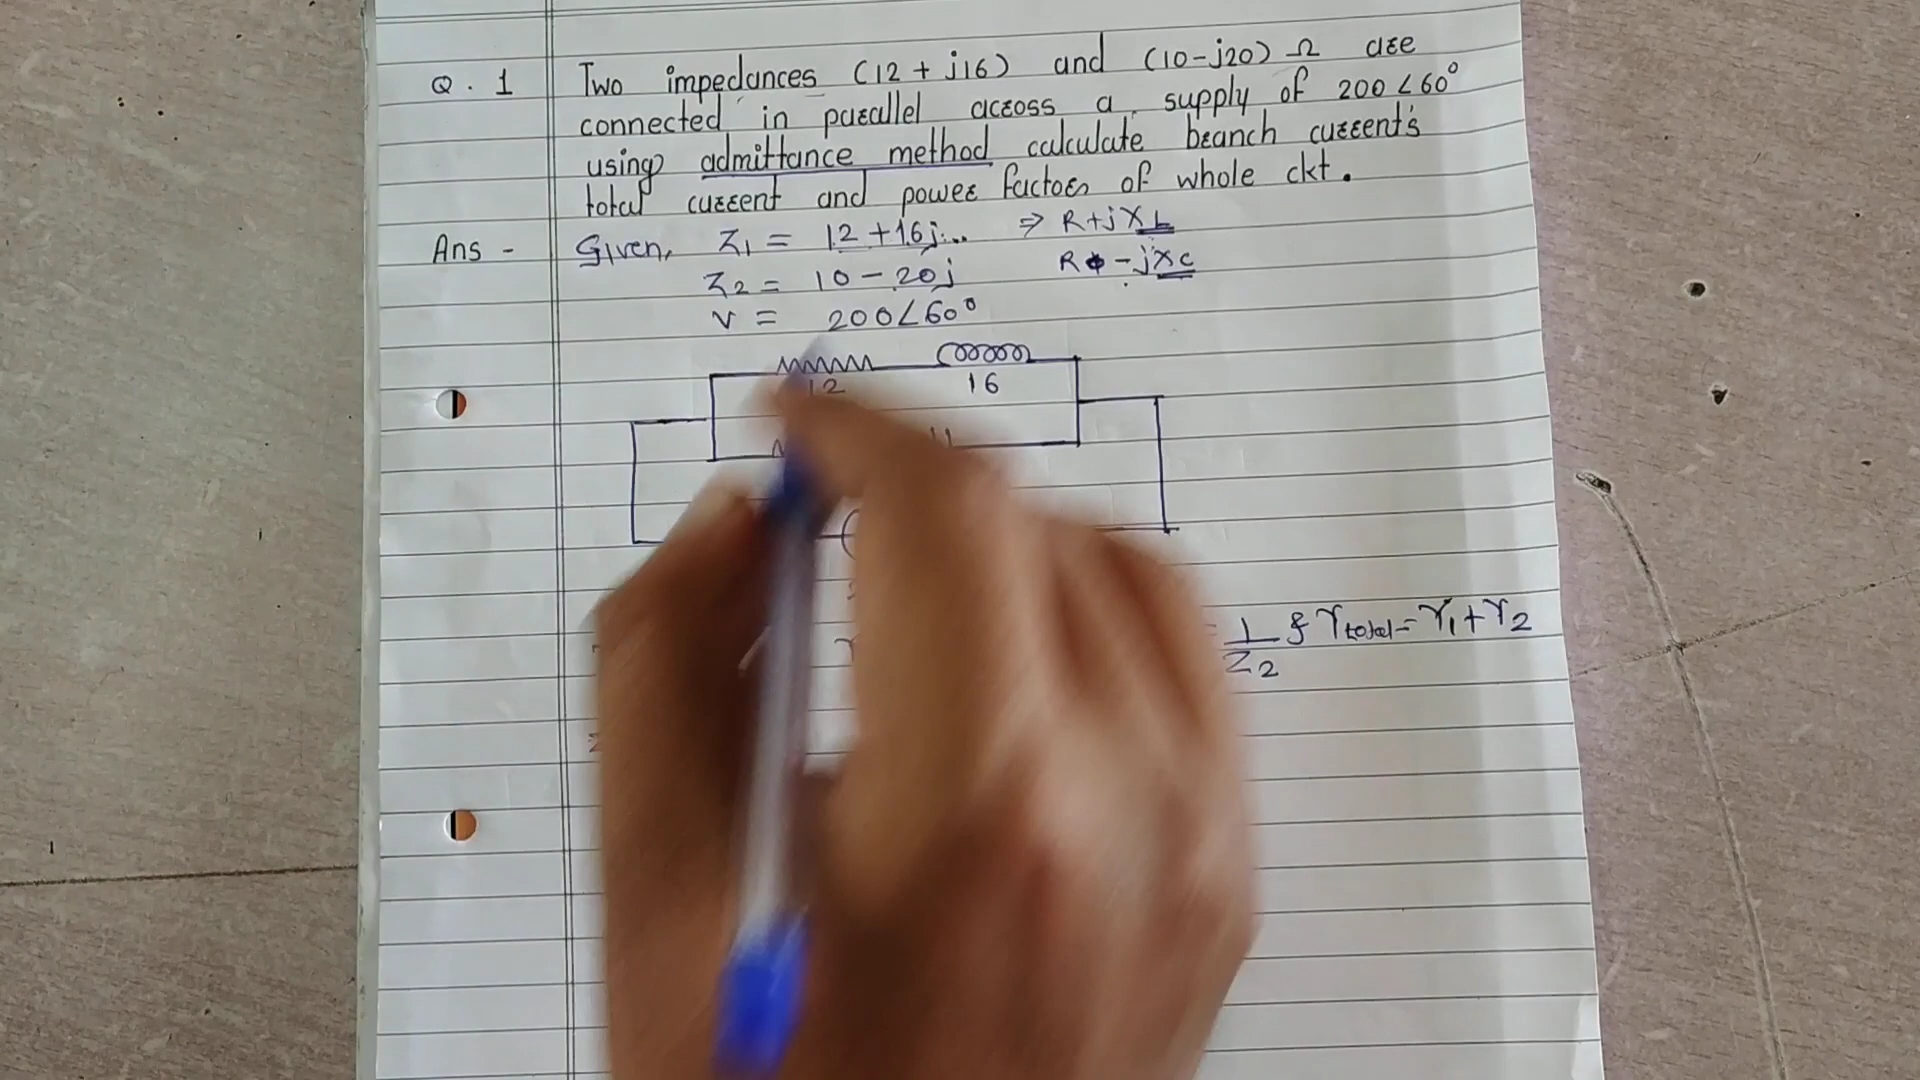 Q. 1 Two impedances (12 + j16) and (10-j20) Ω are
connected in parallel across a supply of 200∠60°
using admittance method calculate branch current's
total current and power factor of whole ckt.
Ans - Given, Z1 = 12 + 16j... ⇒ R+jXL
Z2 = 10 - 20j R - jXc
V = 200∠60°
12 16
= 1/Z2 & Ytotal = Y1 + Y2